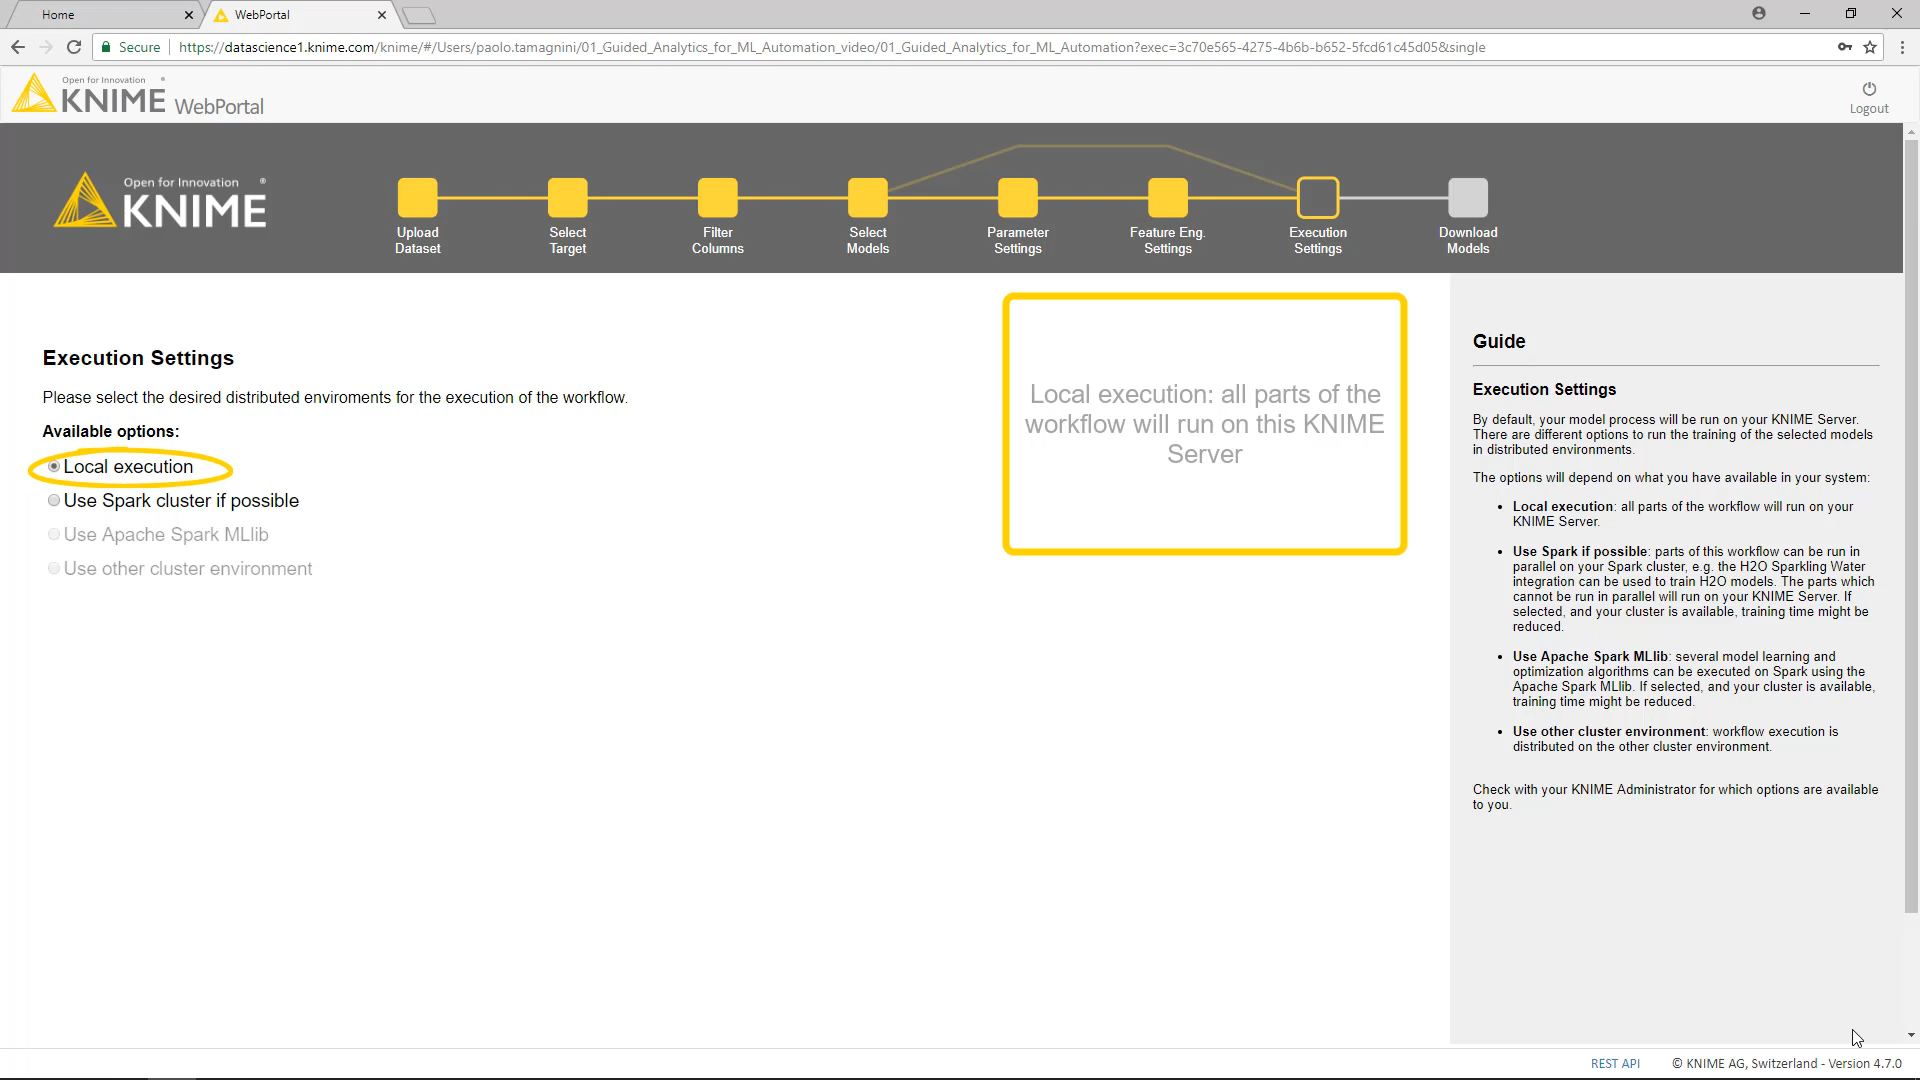 Home
WebPortal
Secure
https://datascience1.knime.com/knime/#/Users/paolo.tamagnini/01_Guided_Analytics_for_ML_Automation_video/01_Guided_Analytics_for_ML_Automation?exec=3c70e565-4275-4b6b-b652-5fcd61c45d05&single
Open for Innovation ®
KNIME WebPortal
Logout
Open for Innovation ®
KNIME
Upload
Dataset
Select
Target
Filter
Columns
Select
Models
Parameter
Settings
Feature Eng.
Settings
Execution
Settings
Download
Models
Execution Settings
Please select the desired distributed enviroments for the execution of the workflow.
Available options:
Local execution
Use Spark cluster if possible
Use Apache Spark MLlib
Use other cluster environment
Local execution: all parts of the
workflow will run on this KNIME
Server
Guide
Execution Settings
By default, your model process will be run on your KNIME Server.
There are different options to run the training of the selected models
in distributed environments.
The options will depend on what you have available in your system:
• Local execution: all parts of the workflow will run on your
KNIME Server.
• Use Spark if possible: parts of this workflow can be run in
parallel on your Spark cluster, e.g. the H2O Sparkling Water
integration can be used to train H2O models. The parts which
cannot be run in parallel will run on your KNIME Server. If
selected, and your cluster is available, training time might be
reduced.
• Use Apache Spark MLlib: several model learning and
optimization algorithms can be executed on Spark using the
Apache Spark MLlib. If selected, and your cluster is available,
training time might be reduced.
• Use other cluster environment: workflow execution is
distributed on the other cluster environment.
Check with your KNIME Administrator for which options are available
to you.
REST API
© KNIME AG, Switzerland - Version 4.7.0